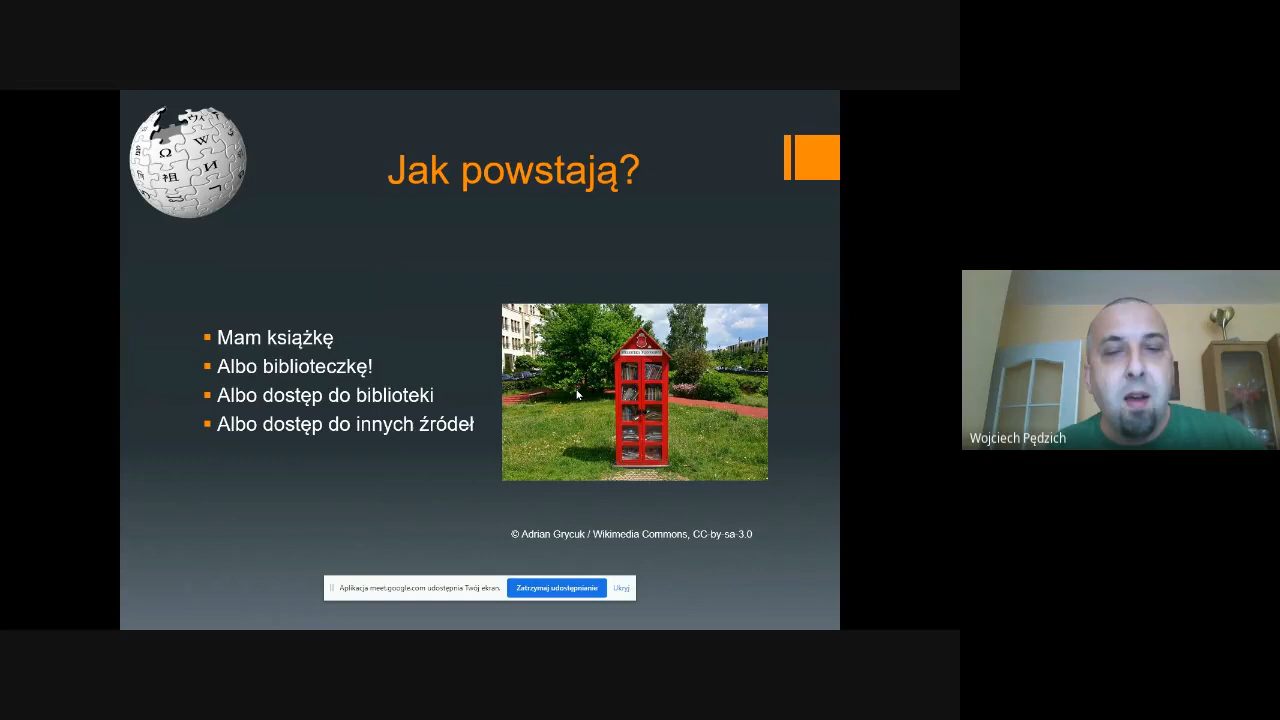 Jak powstają?
Mam książkę
Albo biblioteczkę!
Albo dostęp do biblioteki
Albo dostęp do innych źródeł
© Adrian Grycuk / Wikimedia Commons, CC-by-sa-3.0
Aplikacja meet.google.com udostępnia Twój ekran. Zatrzymaj udostępnianie Ukryj
Wojciech Pędzich